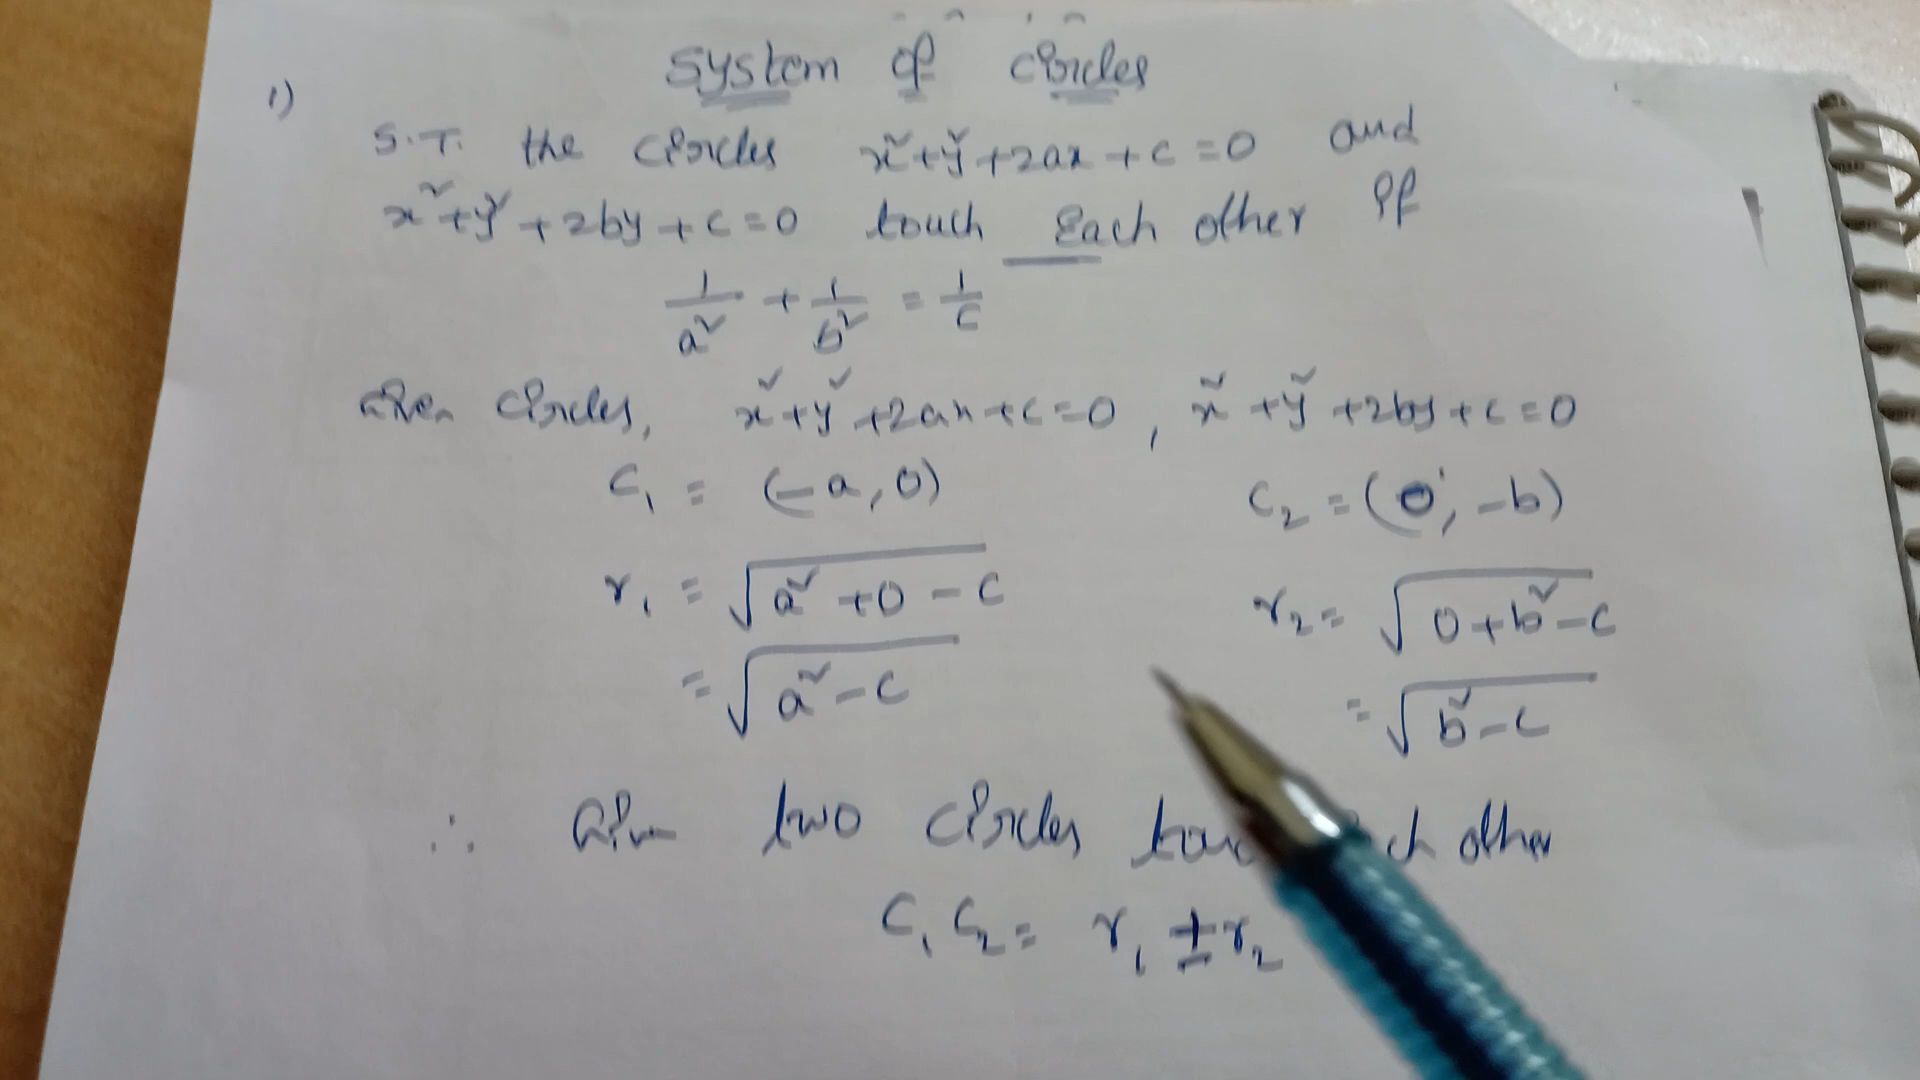 System of circles
1)
S.T. the circles x²+y²+2ax+c=0 and
x²+y²+2by+c=0 touch Each other if
1/a² + 1/b² = 1/c
Given circles, x²+y²+2ax+c=0, x²+y²+2by+c=0
C₁ = (-a, 0) C₂ = (0, -b)
r₁ = √(a²+0-c) r₂ = √(0+b²-c)
= √(a²-c) = √(b²-c)
∴ Given two circles other
C₁C₂ = r₁ ± r₂